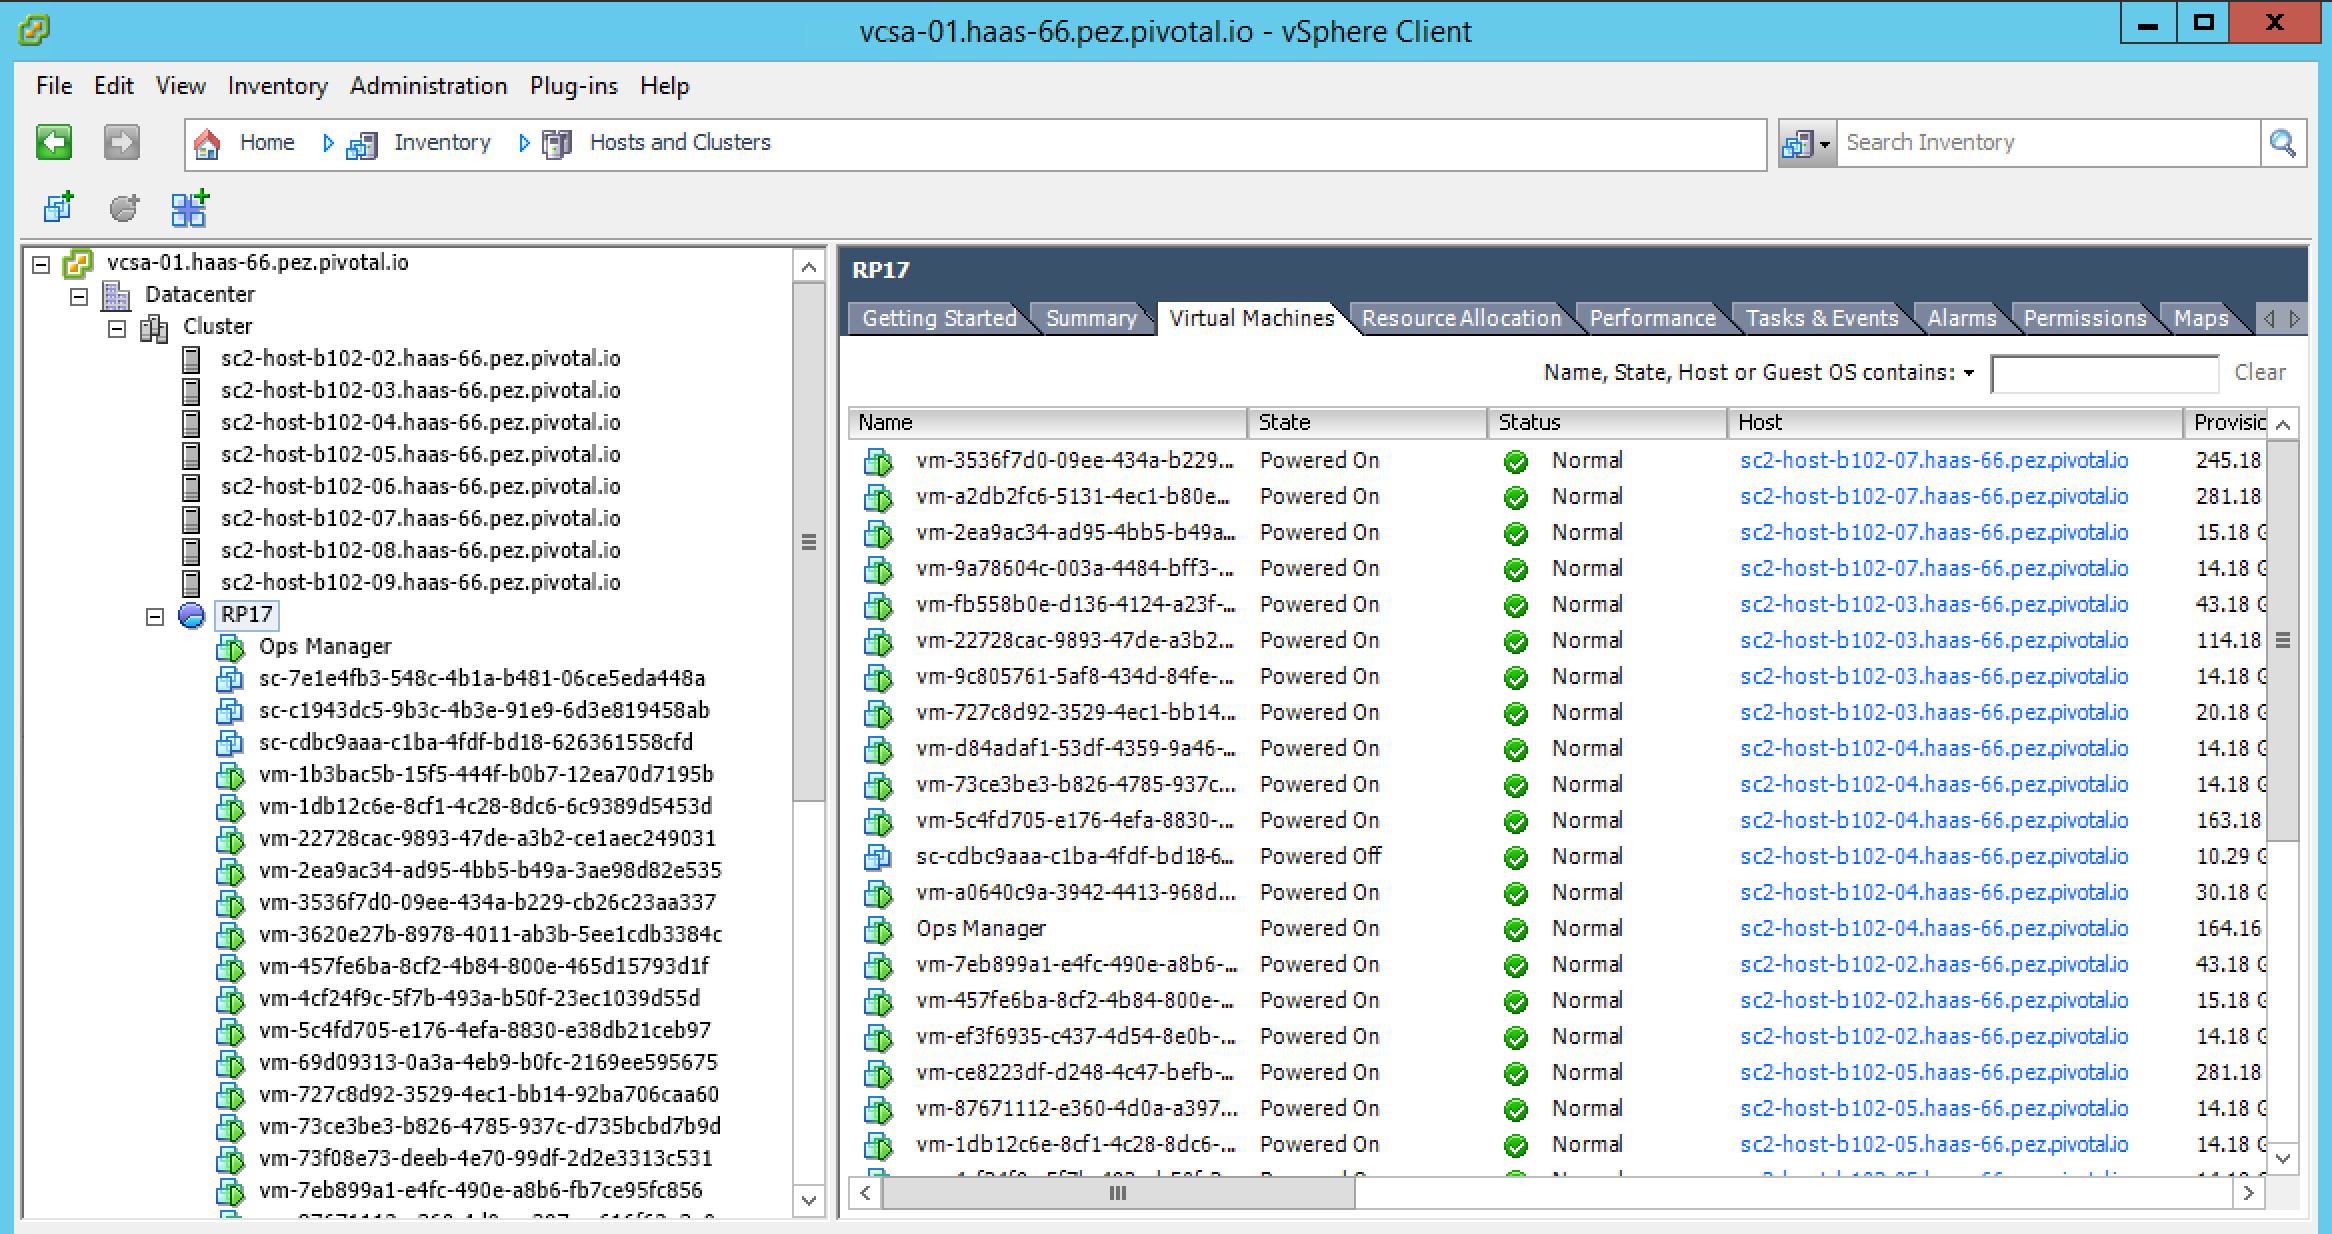 vcsa-01.haas-66.pez.pivotal.io - vSphere Client
File Edit View Inventory Administration Plug-ins Help
Home Inventory Hosts and Clusters Search Inventory
vcsa-01.haas-66.pez.pivotal.io
Datacenter
Cluster
sc2-host-b102-02.haas-66.pez.pivotal.io
sc2-host-b102-03.haas-66.pez.pivotal.io
sc2-host-b102-04.haas-66.pez.pivotal.io
sc2-host-b102-05.haas-66.pez.pivotal.io
sc2-host-b102-06.haas-66.pez.pivotal.io
sc2-host-b102-07.haas-66.pez.pivotal.io
sc2-host-b102-08.haas-66.pez.pivotal.io
sc2-host-b102-09.haas-66.pez.pivotal.io
RP17
Ops Manager
sc-7e1e4fb3-548c-4b1a-b481-06ce5eda448a
sc-c1943dc5-9b3c-4b3e-91e9-6d3e819458ab
sc-cdbc9aaa-c1ba-4fdf-bd18-626361558cfd
vm-1b3bac5b-15f5-444f-b0b7-12ea70d7195b
vm-1db12c6e-8cf1-4c28-8dc6-6c9389d5453d
vm-22728cac-9893-47de-a3b2-ce1aec249031
vm-2ea9ac34-ad95-4bb5-b49a-3ae98d82e535
vm-3536f7d0-09ee-434a-b229-cb26c23aa337
vm-3620e27b-8978-4011-ab3b-5ee1cdb3384c
vm-457fe6ba-8cf2-4b84-800e-465d15793d1f
vm-4cf24f9c-5f7b-493a-b50f-23ec1039d55d
vm-5c4fd705-e176-4efa-8830-e38db21ceb97
vm-69d09313-0a3a-4eb9-b0fc-2169ee595675
vm-727c8d92-3529-4ec1-bb14-92ba706caa60
vm-73ce3be3-b826-4785-937c-d735bcbd7b9d
vm-73f08e73-deeb-4e70-99df-2d2e3313c531
vm-7eb899a1-e4fc-490e-a8b6-fb7ce95fc856
RP17
Getting Started Summary Virtual Machines Resource Allocation Performance Tasks & Events Alarms Permissions Maps
Name, State, Host or Guest OS contains: Clear
Name State Status Host Provisic
vm-3536f7d0-09ee-434a-b229... Powered On Normal sc2-host-b102-07.haas-66.pez.pivotal.io 245.18
vm-a2db2fc6-5131-4ec1-b80e... Powered On Normal sc2-host-b102-07.haas-66.pez.pivotal.io 281.18
vm-2ea9ac34-ad95-4bb5-b49a... Powered On Normal sc2-host-b102-07.haas-66.pez.pivotal.io 15.18 G
vm-9a78604c-003a-4484-bff3-... Powered On Normal sc2-host-b102-07.haas-66.pez.pivotal.io 14.18 G
vm-fb558b0e-d136-4124-a23f-... Powered On Normal sc2-host-b102-03.haas-66.pez.pivotal.io 43.18 G
vm-22728cac-9893-47de-a3b2... Powered On Normal sc2-host-b102-03.haas-66.pez.pivotal.io 114.18
vm-9c805761-5af8-434d-84fe-... Powered On Normal sc2-host-b102-03.haas-66.pez.pivotal.io 14.18 G
vm-727c8d92-3529-4ec1-bb14... Powered On Normal sc2-host-b102-03.haas-66.pez.pivotal.io 20.18 G
vm-d84adaf1-53df-4359-9a46-... Powered On Normal sc2-host-b102-04.haas-66.pez.pivotal.io 14.18 G
vm-73ce3be3-b826-4785-937c... Powered On Normal sc2-host-b102-04.haas-66.pez.pivotal.io 14.18 G
vm-5c4fd705-e176-4efa-8830-... Powered On Normal sc2-host-b102-04.haas-66.pez.pivotal.io 163.18
sc-cdbc9aaa-c1ba-4fdf-bd18-6... Powered Off Normal sc2-host-b102-04.haas-66.pez.pivotal.io 10.29 G
vm-a0640c9a-3942-4413-968d... Powered On Normal sc2-host-b102-04.haas-66.pez.pivotal.io 30.18 G
Ops Manager Powered On Normal sc2-host-b102-04.haas-66.pez.pivotal.io 164.16
vm-7eb899a1-e4fc-490e-a8b6-... Powered On Normal sc2-host-b102-02.haas-66.pez.pivotal.io 43.18 G
vm-457fe6ba-8cf2-4b84-800e-... Powered On Normal sc2-host-b102-02.haas-66.pez.pivotal.io 15.18 G
vm-ef3f6935-c437-4d54-8e0b-... Powered On Normal sc2-host-b102-02.haas-66.pez.pivotal.io 14.18 G
vm-ce8223df-d248-4c47-befb-... Powered On Normal sc2-host-b102-05.haas-66.pez.pivotal.io 281.18
vm-87671112-e360-4d0a-a397... Powered On Normal sc2-host-b102-05.haas-66.pez.pivotal.io 14.18 G
vm-1db12c6e-8cf1-4c28-8dc6-... Powered On Normal sc2-host-b102-05.haas-66.pez.pivotal.io 14.18 G